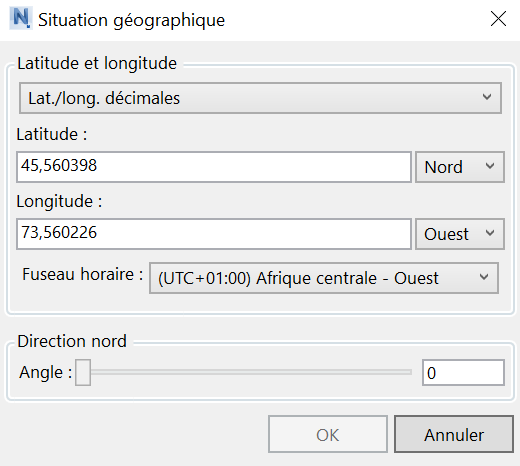 Situation géographique
Latitude et longitude
Lat./long. décimales
Latitude :
45,560398 Nord
Longitude :
73,560226 Ouest
Fuseau horaire : (UTC+01:00) Afrique centrale - Ouest
Direction nord
Angle : 0
OK Annuler